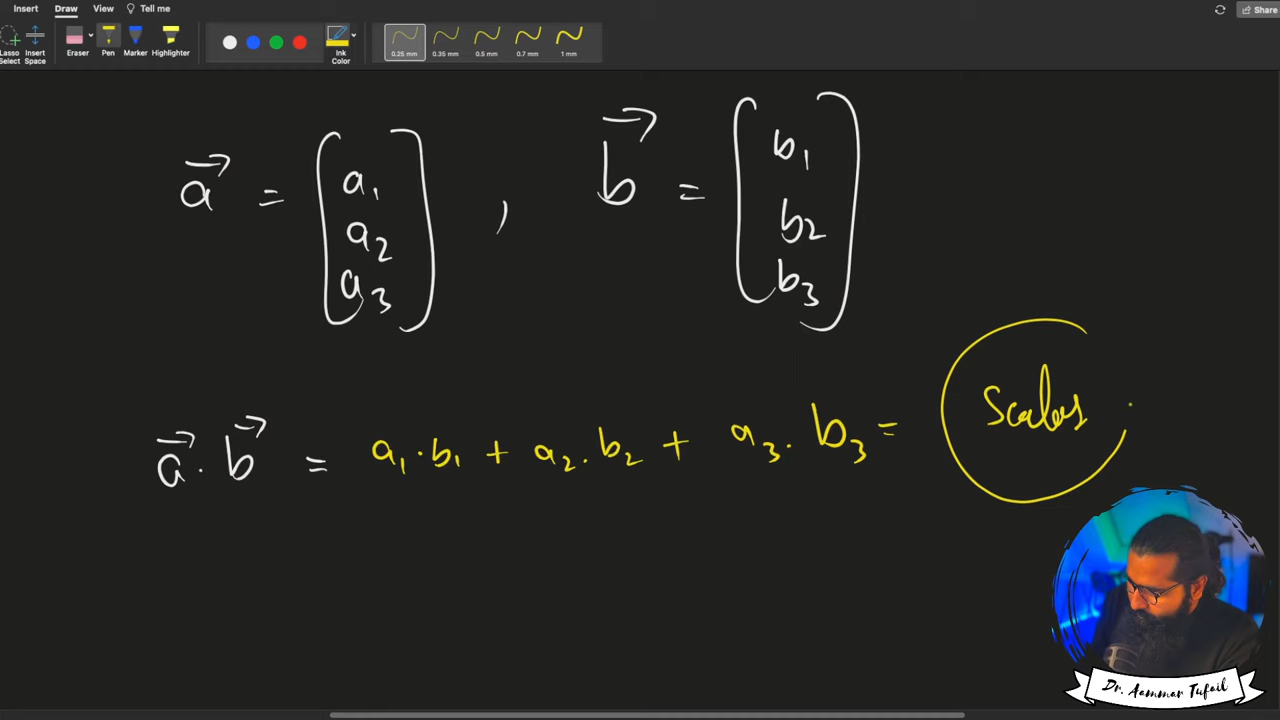 Insert Draw View Tell me Share
Lasso Select Insert Space Eraser Pen Marker Highlighter Ink Color 0.25 mm 0.35 mm 0.5 mm 0.7 mm 1 mm
a⃗ = [a₁ a₂ a₃] , b⃗ = [b₁ b₂ b₃]
a⃗ . b⃗ = a₁.b₁ + a₂.b₂ + a₃.b₃ = Scalar
Dr. Aammar Tufail